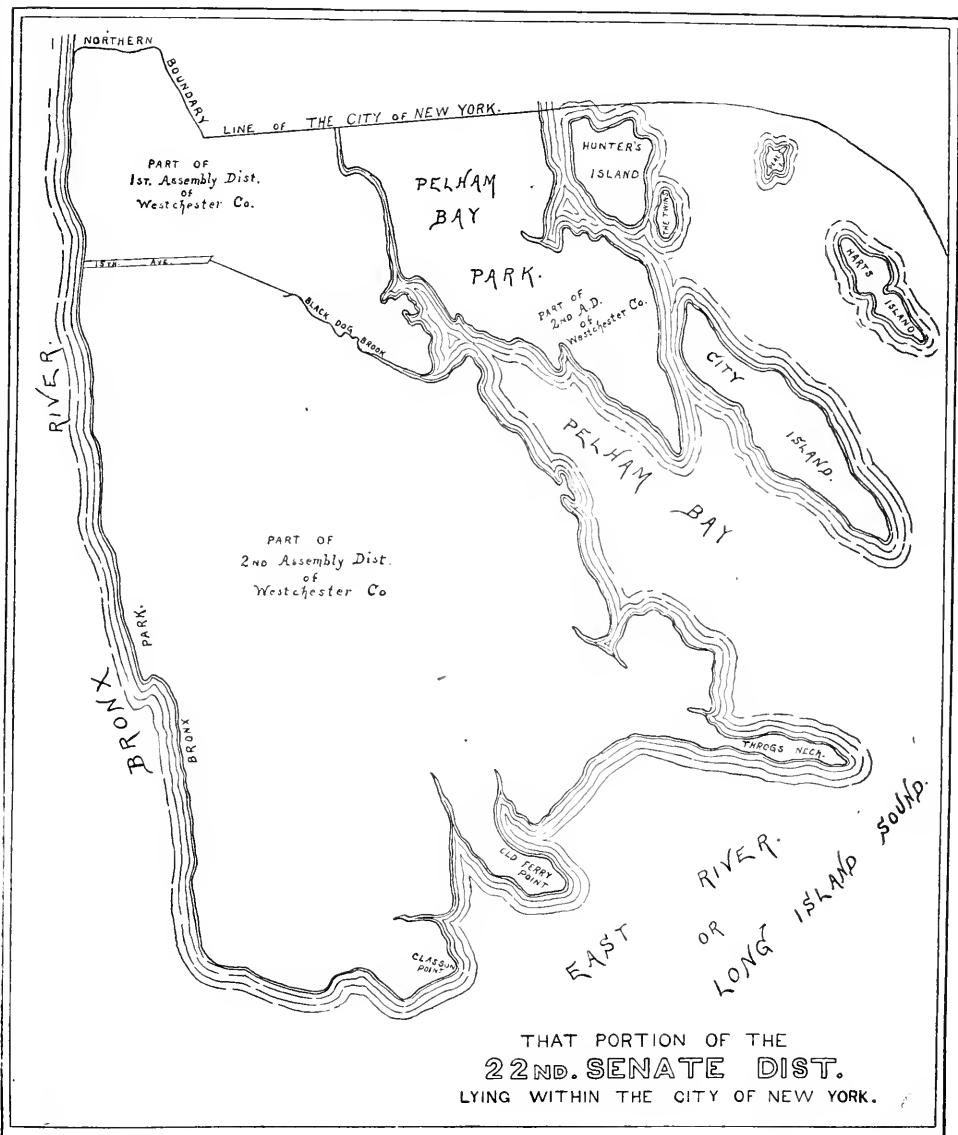 NORTHERN
BOUNDARY
LINE OF THE CITY OF NEW YORK.
PART OF
1ST. Assembly Dist.
of
Westchester Co.
PELHAM
BAY
PARK.
HUNTER'S
ISLAND
THE TWINS
HARTS
ISLAND
15TH. AVE.
BLACK DOG BROOK
PART OF
2ND A.D.
of
Westchester Co.
CITY
ISLAND.
RIVER.
PELHAM
BAY
PART OF
2ND Assembly Dist.
of
Westchester Co
PARK.
BRONX
BRONX
THROGS NECK.
OLD FERRY
POINT
CLASSON
POINT
EAST RIVER.
OR
LONG ISLAND SOUND.
THAT PORTION OF THE
22ND. SENATE DIST.
LYING WITHIN THE CITY OF NEW YORK.